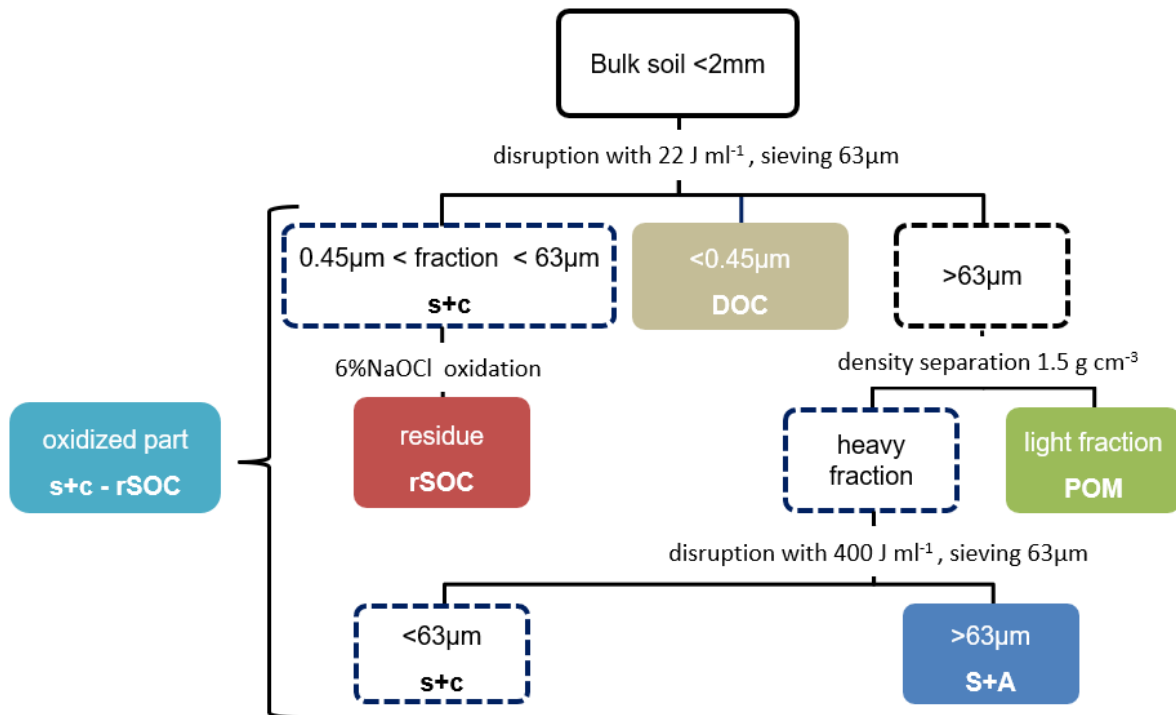 Bulk soil <2mm
disruption with 22 J ml⁻¹ , sieving 63µm
0.45µm < fraction < 63µm
s+c
<0.45µm
DOC
>63µm
6%NaOCl oxidation
density separation 1.5 g cm⁻³
oxidized part
s+c - rSOC
residue
rSOC
heavy
fraction
light fraction
POM
disruption with 400 J ml⁻¹ , sieving 63µm
<63µm
s+c
>63µm
S+A